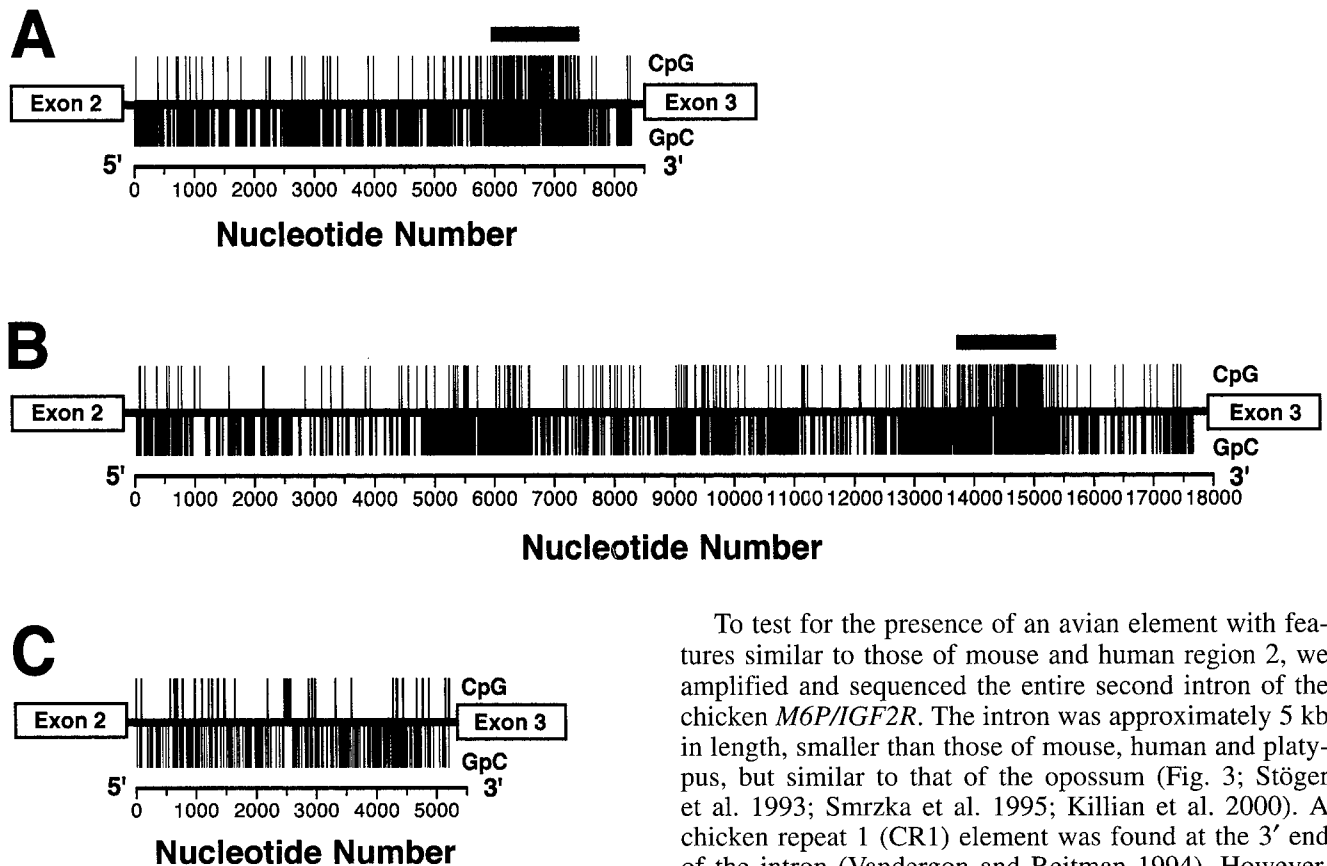 A
CpG
Exon 2
Exon 3
GpC
5'
3'
0 1000 2000 3000 4000 5000 6000 7000 8000
Nucleotide Number
B
CpG
Exon 2
Exon 3
GpC
5'
3'
0 1000 2000 3000 4000 5000 6000 7000 8000 9000 10000 11000 12000 13000 14000 15000 16000 17000 18000
Nucleotide Number
C
CpG
Exon 2
Exon 3
GpC
5'
3'
0 1000 2000 3000 4000 5000
Nucleotide Number
To test for the presence of an avian element with fea-
tures similar to those of mouse and human region 2, we
amplified and sequenced the entire second intron of the
chicken M6P/IGF2R. The intron was approximately 5 kb
in length, smaller than those of mouse, human and platy-
pus, but similar to that of the opossum (Fig. 3; Stöger
et al. 1993; Smrzka et al. 1995; Killian et al. 2000). A
chicken repeat 1 (CR1) element was found at the 3′ end
of the intron (Vandergon and Reitman 1994). However,